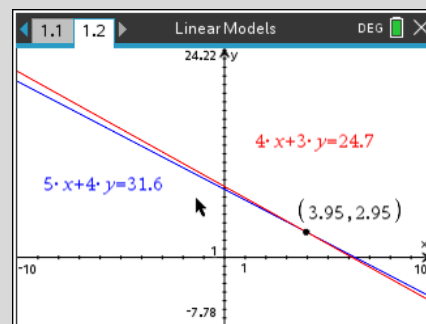 1.1 1.2 Linear Models DEG
24.22 y
4· x+3· y=24.7
5· x+4· y=31.6
(3.95,2.95)
1 x
-10 1 10
-7.78